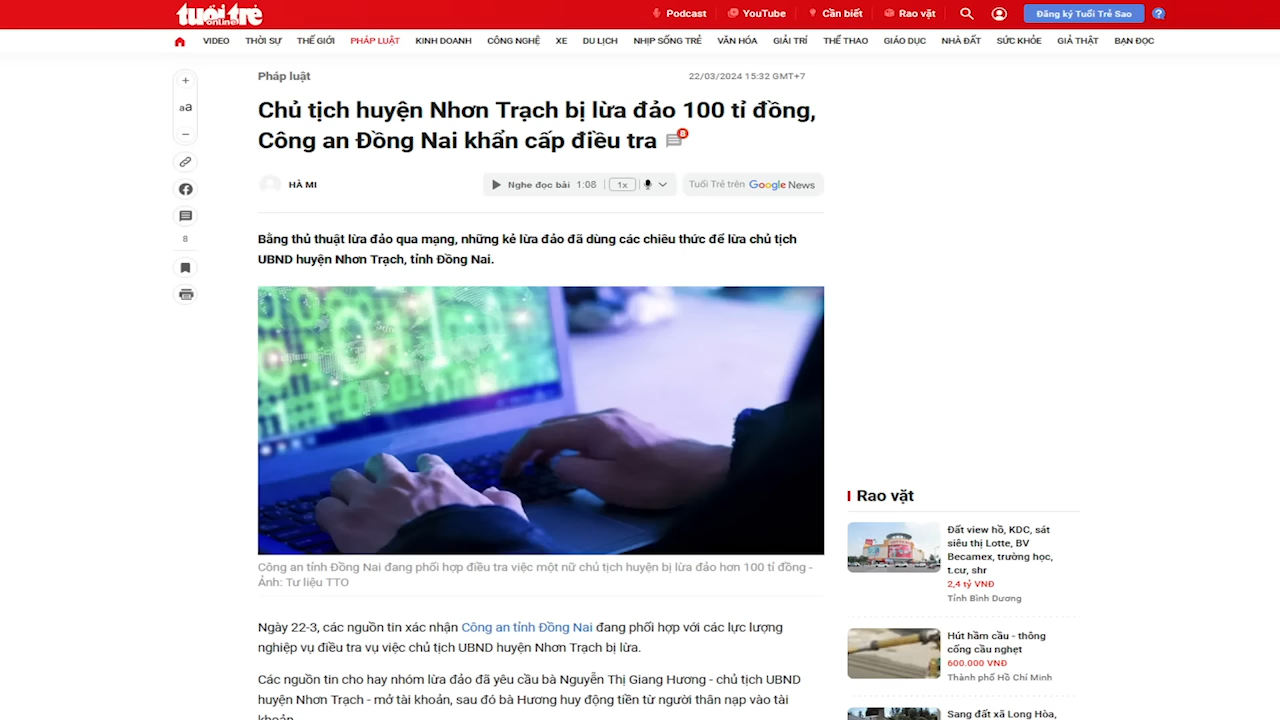 tuổi trẻ
online
Podcast
YouTube
Cần biết
Rao vặt
Đăng ký Tuổi Trẻ Sao
?
VIDEO THỜI SỰ THẾ GIỚI PHÁP LUẬT KINH DOANH CÔNG NGHỆ XE DU LỊCH NHỊP SỐNG TRẺ VĂN HÓA GIẢI TRÍ THỂ THAO GIÁO DỤC NHÀ ĐẤT SỨC KHỎE GIẢ THẬT BẠN ĐỌC
+
aa
−
8
Pháp luật
22/03/2024 15:32 GMT+7
Chủ tịch huyện Nhơn Trạch bị lừa đảo 100 tỉ đồng,
Công an Đồng Nai khẩn cấp điều tra
8
HÀ MI
Nghe đọc bài 1:08 1x
Tuổi Trẻ trên Google News
Bằng thủ thuật lừa đảo qua mạng, những kẻ lừa đảo đã dùng các chiêu thức để lừa chủ tịch
UBND huyện Nhơn Trạch, tỉnh Đồng Nai.
Công an tỉnh Đồng Nai đang phối hợp điều tra việc một nữ chủ tịch huyện bị lừa đảo hơn 100 tỉ đồng -
Ảnh: Tư liệu TTO
Ngày 22-3, các nguồn tin xác nhận Công an tỉnh Đồng Nai đang phối hợp với các lực lượng
nghiệp vụ điều tra vụ việc chủ tịch UBND huyện Nhơn Trạch bị lừa.
Các nguồn tin cho hay nhóm lừa đảo đã yêu cầu bà Nguyễn Thị Giang Hương - chủ tịch UBND
huyện Nhơn Trạch - mở tài khoản, sau đó bà Hương huy động tiền từ người thân nạp vào tài
khoản
Rao vặt
Đất view hồ, KDC, sát
siêu thị Lotte, BV
Becamex, trường học,
t.cư, shr
2,4 tỷ VNĐ
Tỉnh Bình Dương
Hút hầm cầu - thông
cống cầu nghẹt
600.000 VNĐ
Thành phố Hồ Chí Minh
Sang đất xã Long Hòa,